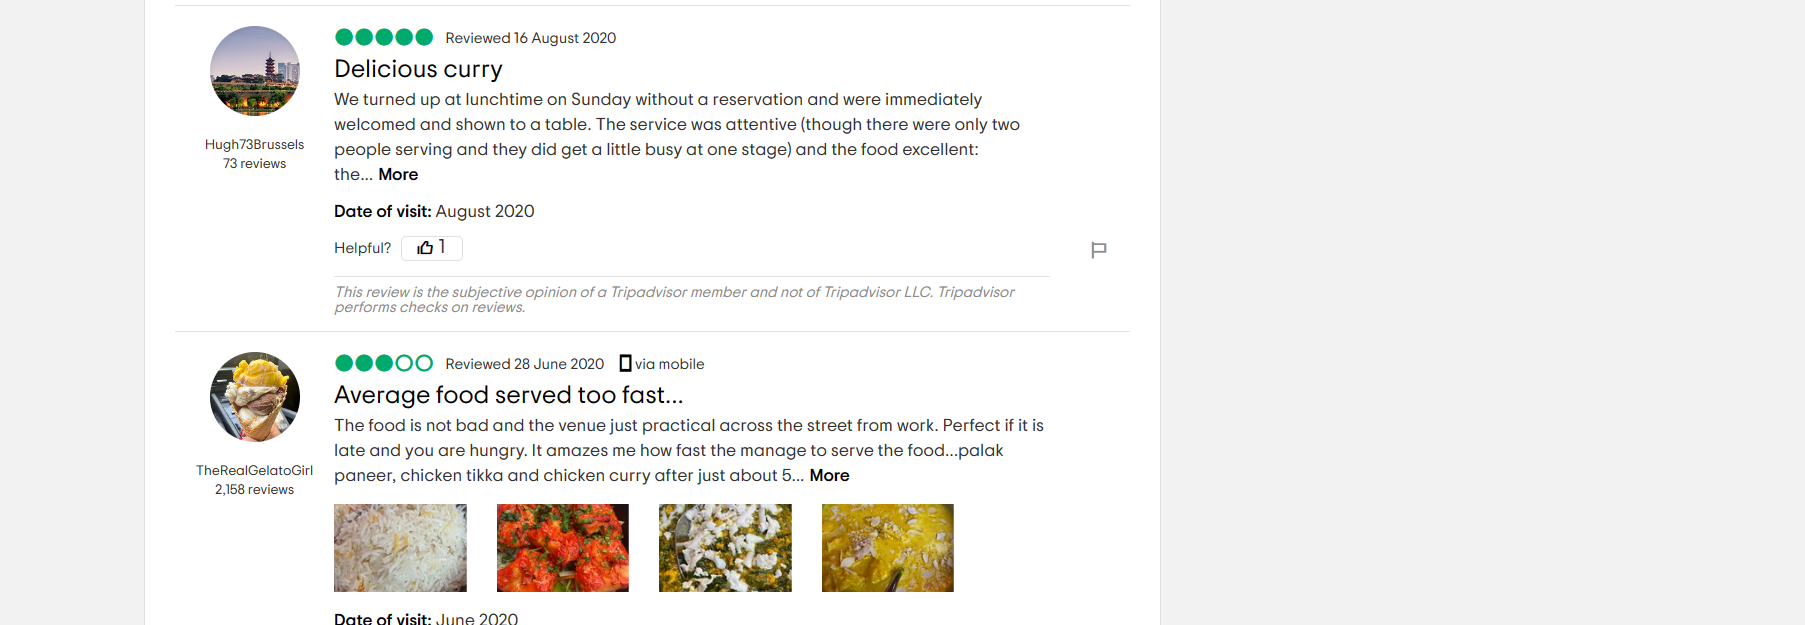 Reviewed 16 August 2020
Delicious curry
We turned up at lunchtime on Sunday without a reservation and were immediately
welcomed and shown to a table. The service was attentive (though there were only two
people serving and they did get a little busy at one stage) and the food excellent:
the... More
Hugh73Brussels
73 reviews
Date of visit: August 2020
Helpful? 1
This review is the subjective opinion of a Tripadvisor member and not of Tripadvisor LLC. Tripadvisor
performs checks on reviews.
Reviewed 28 June 2020 via mobile
Average food served too fast...
The food is not bad and the venue just practical across the street from work. Perfect if it is
late and you are hungry. It amazes me how fast the manage to serve the food...palak
paneer, chicken tikka and chicken curry after just about 5... More
TheRealGelatoGirl
2,158 reviews
Date of visit: June 2020